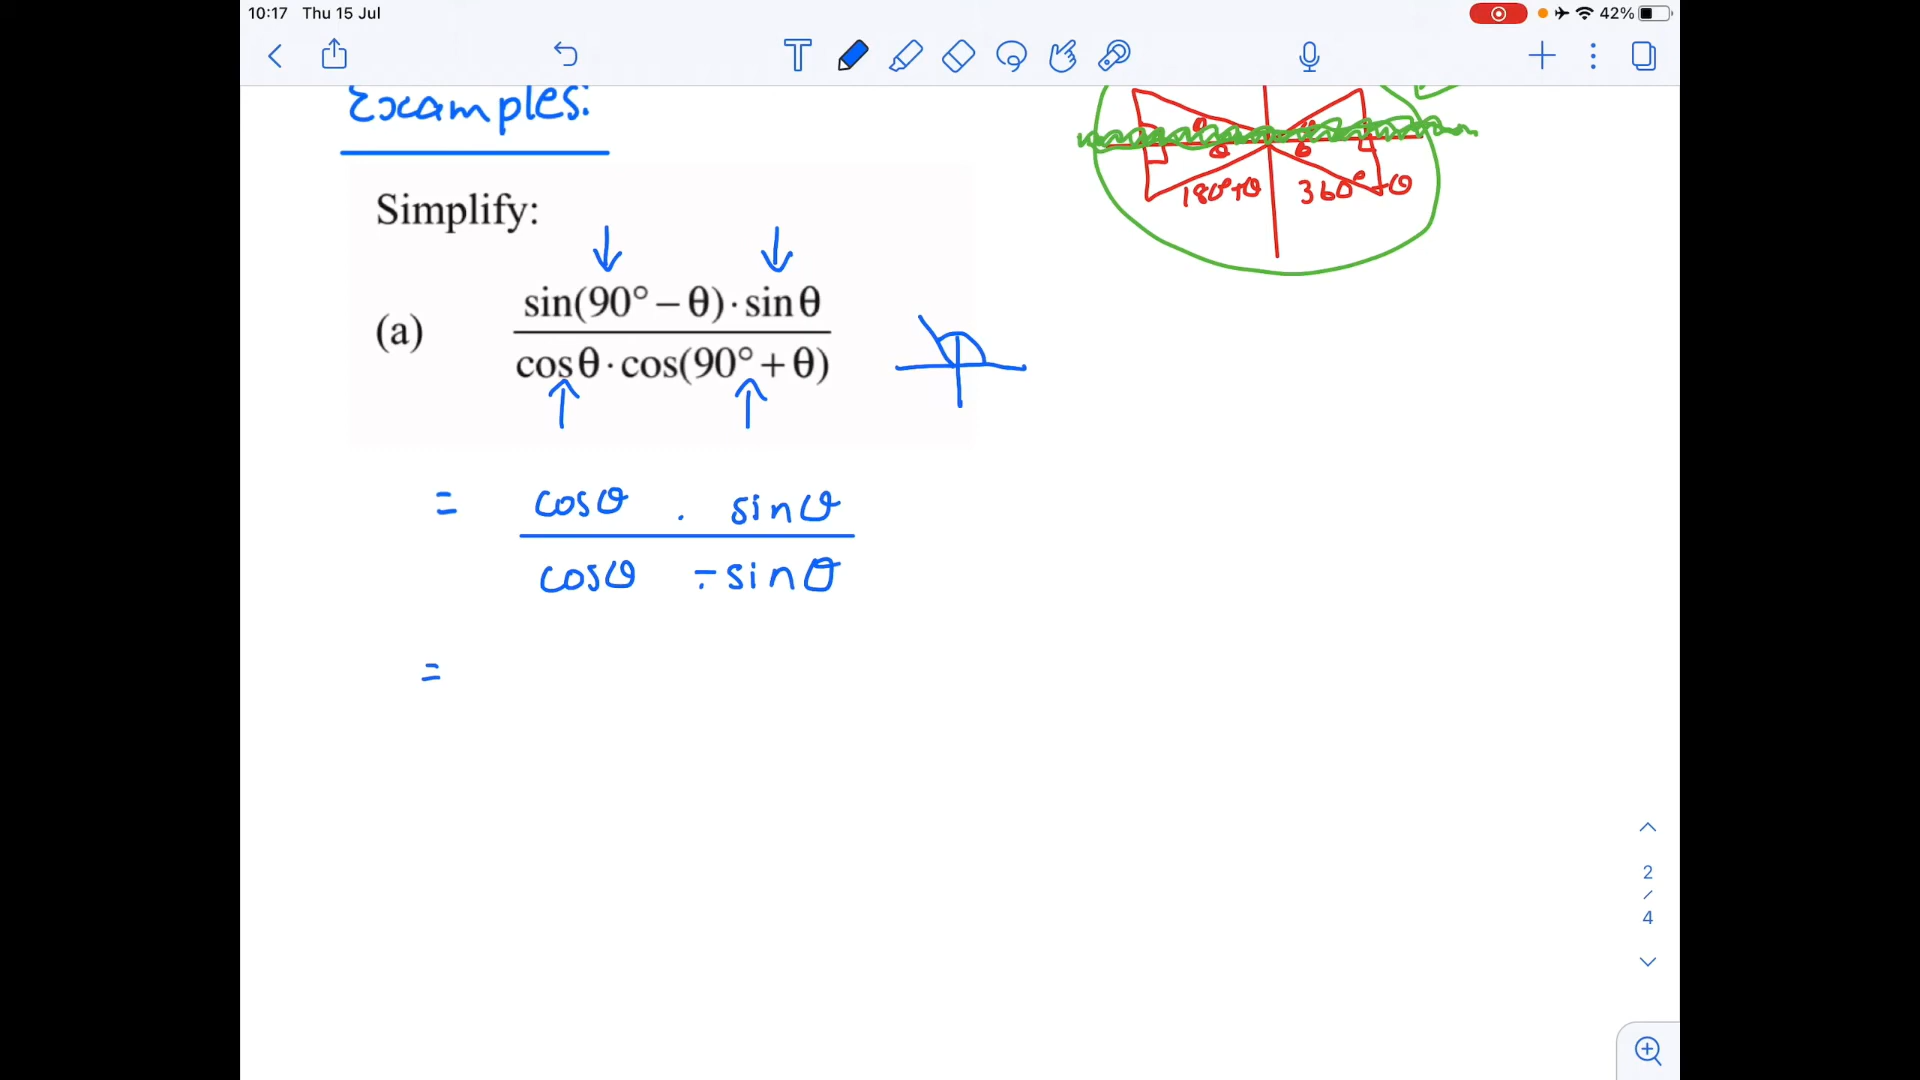 10:17 Thu 15 Jul 42%
Examples:
180°+θ 360°-θ
Simplify:
(a) sin(90° − θ) · sin θ
cos θ · cos(90° + θ)
= cosθ . sinθ
cosθ . -sinθ
=
2
/
4